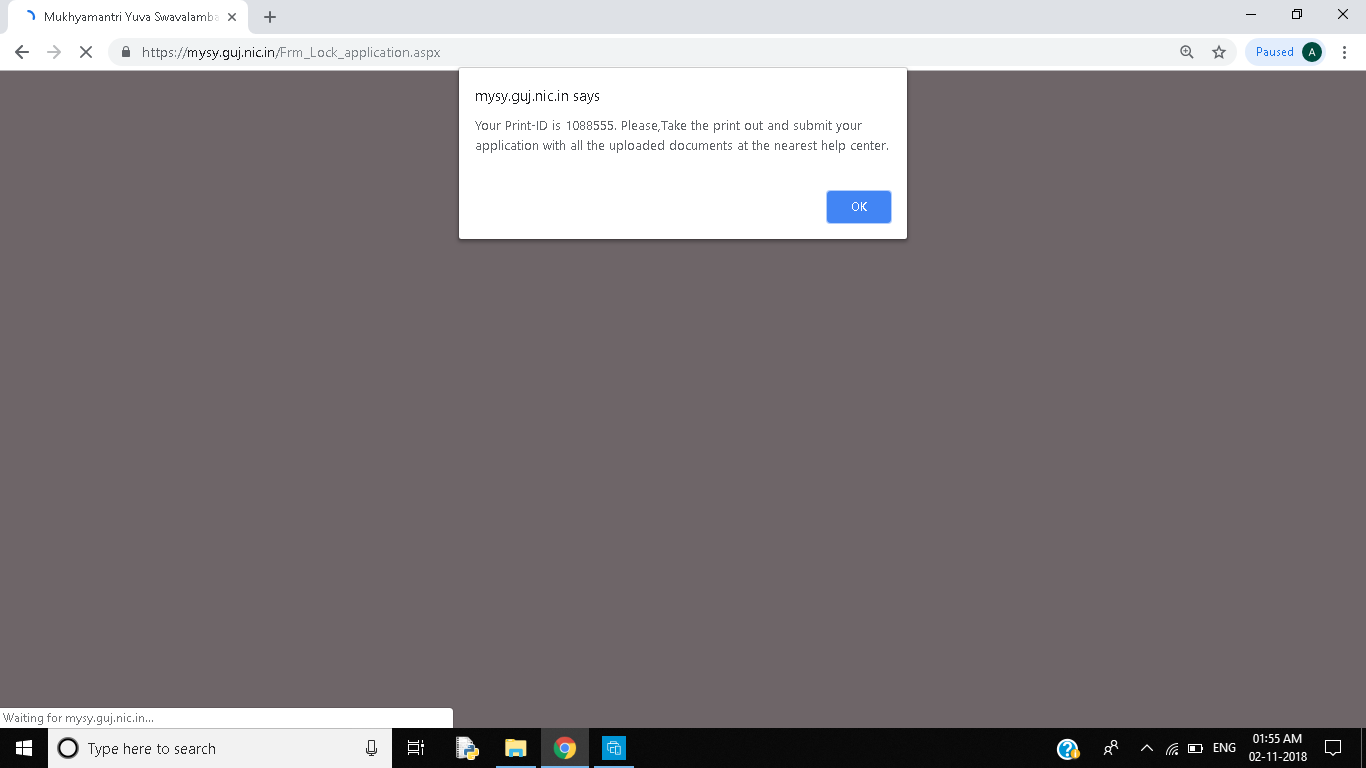 Mukhyamantri Yuva Swavalamba
https://mysy.guj.nic.in/Frm_Lock_application.aspx
Paused
A
mysy.guj.nic.in says
Your Print-ID is 1088555. Please,Take the print out and submit your
application with all the uploaded documents at the nearest help center.
OK
Waiting for mysy.guj.nic.in...
Type here to search
ENG
01:55 AM
02-11-2018